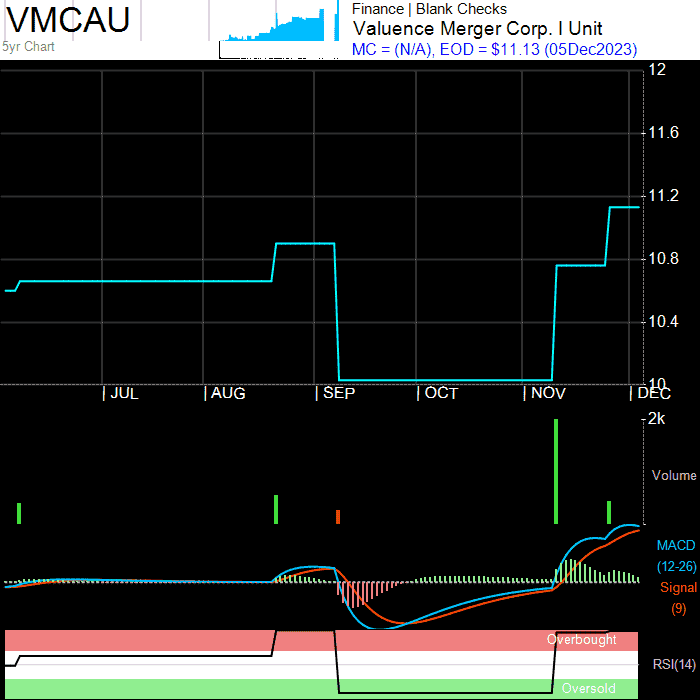 VMCAU
5yr Chart
Finance | Blank Checks
Valuence Merger Corp. I Unit
MC = (N/A), EOD = $11.13 (05Dec2023)
12
11.6
11.2
10.8
10.4
10
| JUL | AUG | SEP | OCT | NOV | DEC
2k
Volume
MACD
(12-26)
Signal
(9)
Overbought
RSI(14)
Oversold